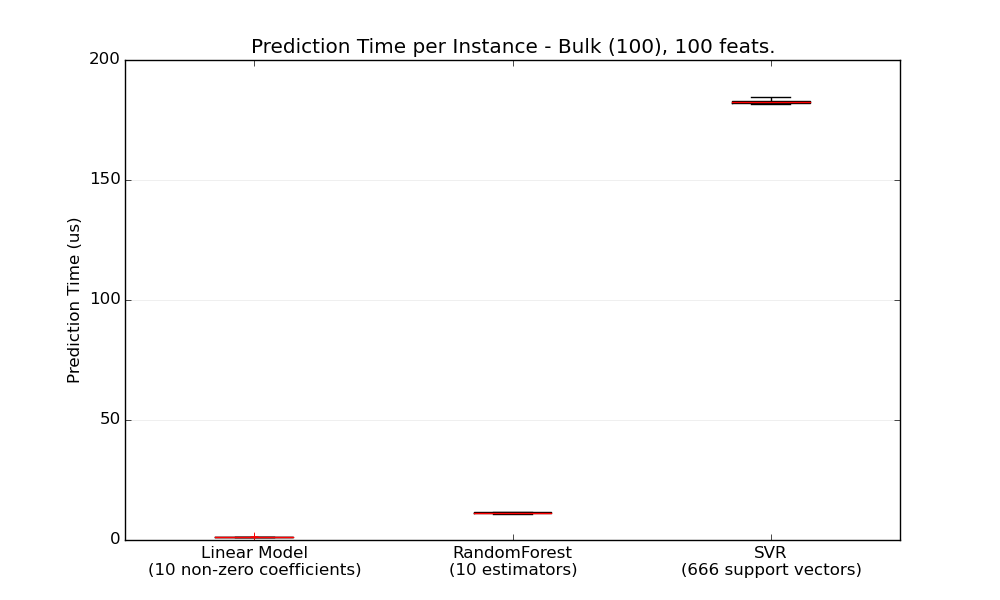 Prediction Time per Instance - Bulk (100), 100 feats.
200
150
100
50
0
Prediction Time (us)
Linear Model
(10 non-zero coefficients)
RandomForest
(10 estimators)
SVR
(666 support vectors)